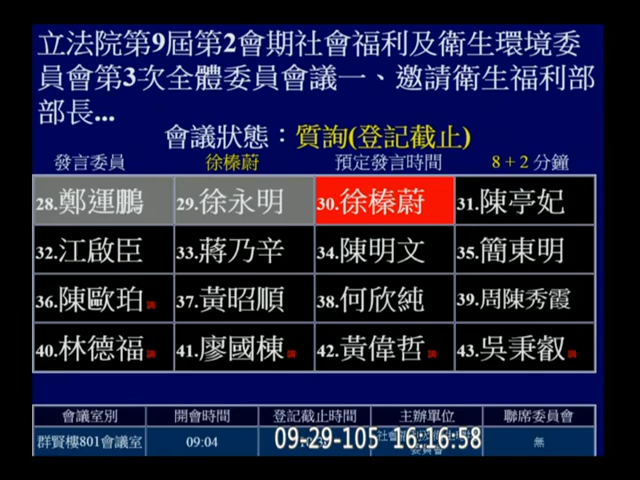 立法院第9屆第2會期社會福利及衛生環境委
員會第3次全體委員會議一、邀請衛生福利部
部長...
會議狀態：質詢(登記截止)
發言委員 徐榛蔚 預定發言時間 8 + 2 分鐘
28.鄭運鵬 29.徐永明 30.徐榛蔚 31.陳亭妃
32.江啟臣 33.蔣乃辛 34.陳明文 35.簡東明
36.陳歐珀 37.黃昭順 38.何欣純 39.周陳秀霞
40.林德福 41.廖國棟 42.黃偉哲 43.吳秉叡
會議室別 開會時間 登記截止時間 主辦單位 聯席委員會
群賢樓801會議室 09:04 無
09-29-105 16:16:58